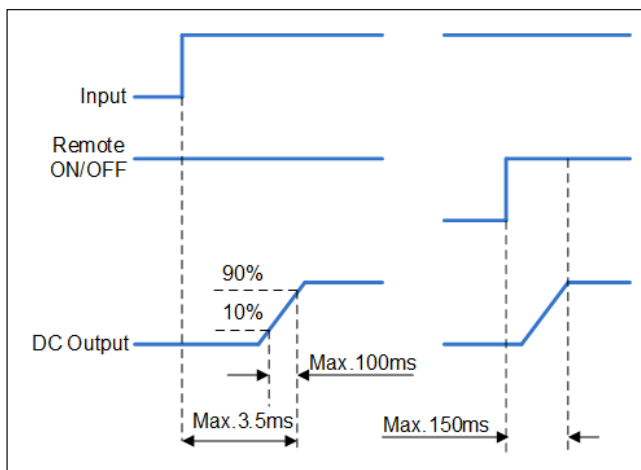 Input
Remote
ON/OFF
90%
10%
DC Output
Max.100ms
Max.3.5ms
Max.150ms